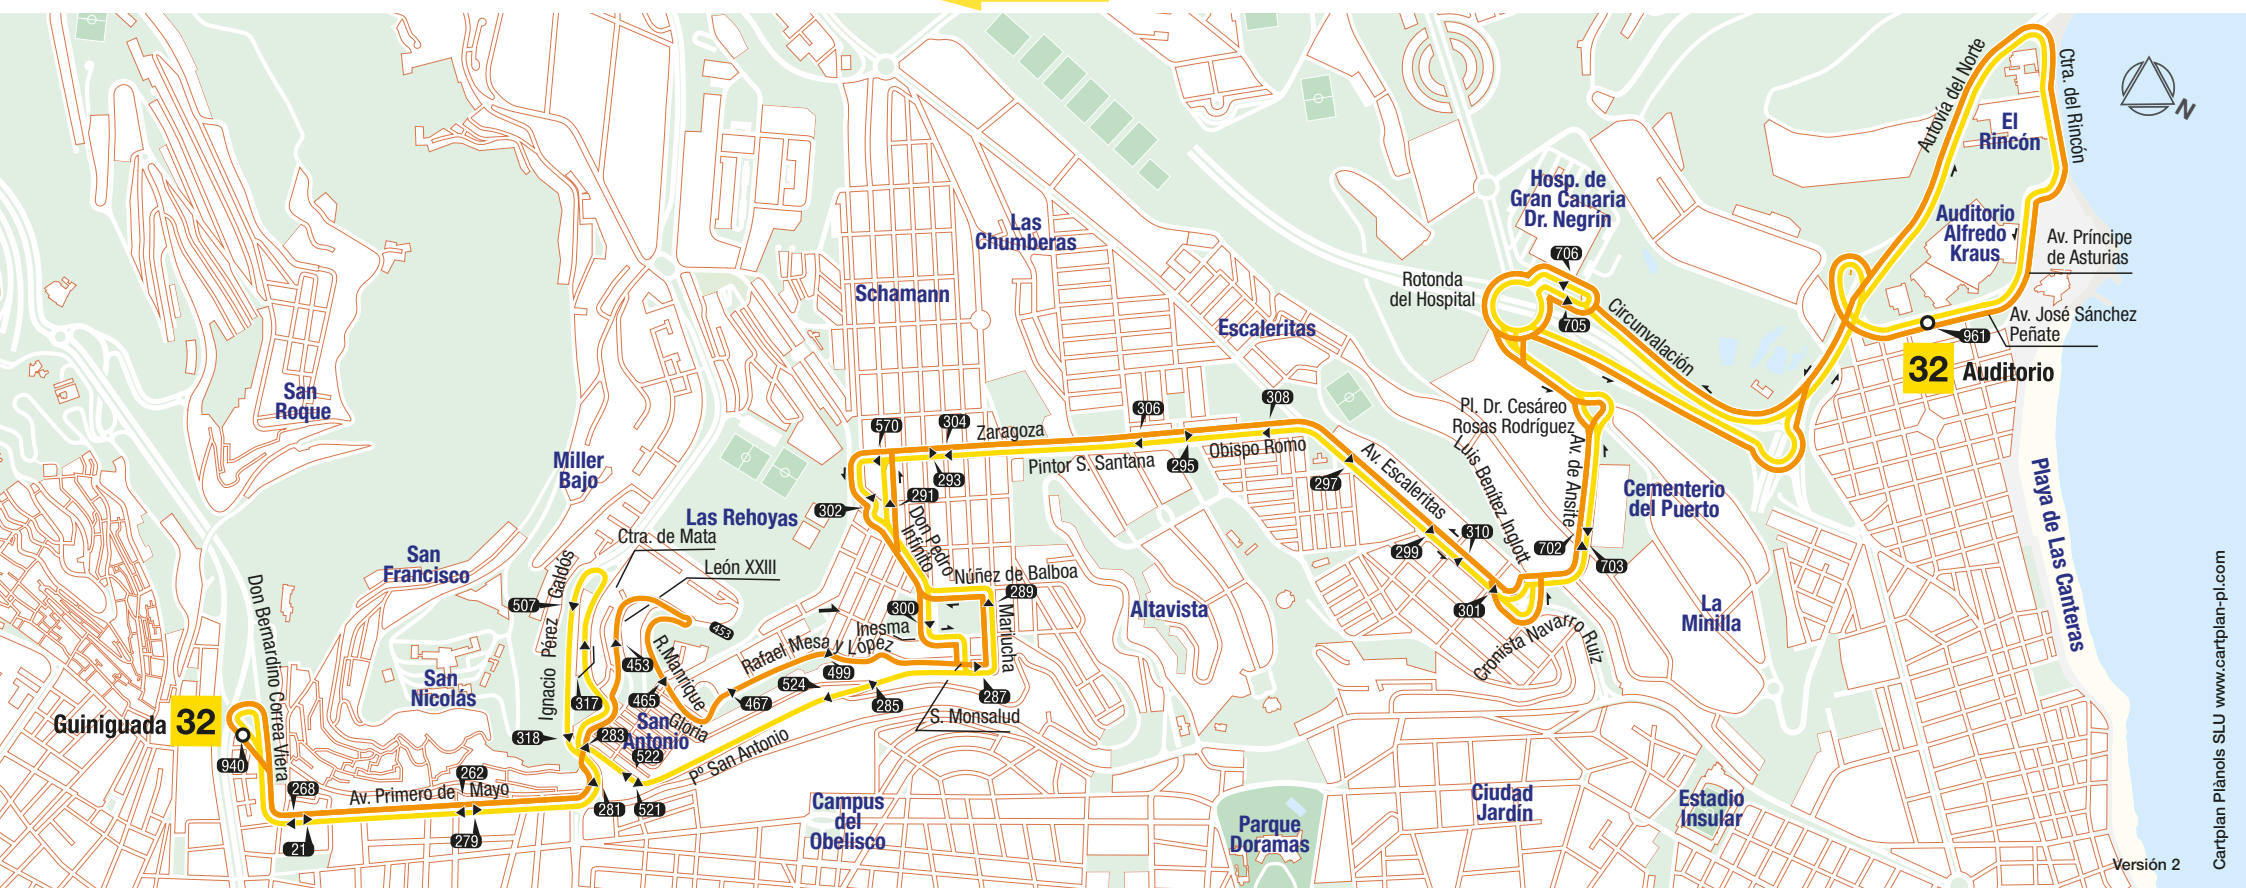 Autovía del Norte
Ctra. del Rincón
El
Rincón
N
Hosp. de
Gran Canaria
Dr. Negrín
Auditorio
Alfredo
Kraus
Av. Príncipe
de Asturias
Las
Chumberas
706
Rotonda
del Hospital
705
Circunvalación
Schamann
Escaleritas
Av. José Sánchez
Peñate
961
32 Auditorio
San
Roque
308
306
304
570
Zaragoza
Pl. Dr. Cesáreo
Rosas Rodríguez
Pintor S. Santana
Obispo Romo
295
293
297
Av. Escaleritas
Luis Benítez Inglott
Av. de Ansite
Miller
Bajo
291
302
Don Pedro
Infinito
Las Rehoyas
Cementerio
del Puerto
Playa de Las Canteras
Ctra. de Mata
León XXIII
310
299
702
703
San
Francisco
Núñez de Balboa
289
507
Ignacio Pérez Galdós
Don Bernardino Correa Viera
300
Inesma
Mariucha
Altavista
301
La
Minilla
453
453
R.Manrique
Rafael Mesa y López
499
Cronista Navarro Ruiz
San
Nicolás
317
465
467
524
285
287
S. Monsalud
Guiniguada 32
318
283
San
Antonio
Gloria
522
Pº San Antonio
940
268
262
Av. Primero de Mayo
281
521
21
279
Campus
del
Obelisco
Parque
Doramas
Ciudad
Jardín
Estadio
Insular
Versión 2
Cartplan Plànols SLU www.cartplan-pl.com